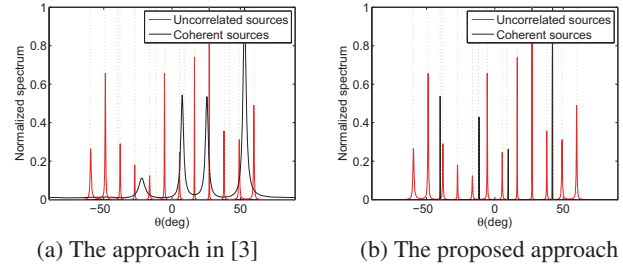 Uncorrelated sources
Coherent sources
Normalized spectrum
1
0.8
0.6
0.4
0.2
0
−50
0
50
θ(deg)
(a) The approach in [3]
Uncorrelated sources
Coherent sources
Normalized spectrum
1
0.8
0.6
0.4
0.2
0
−50
0
50
θ(deg)
(b) The proposed approach